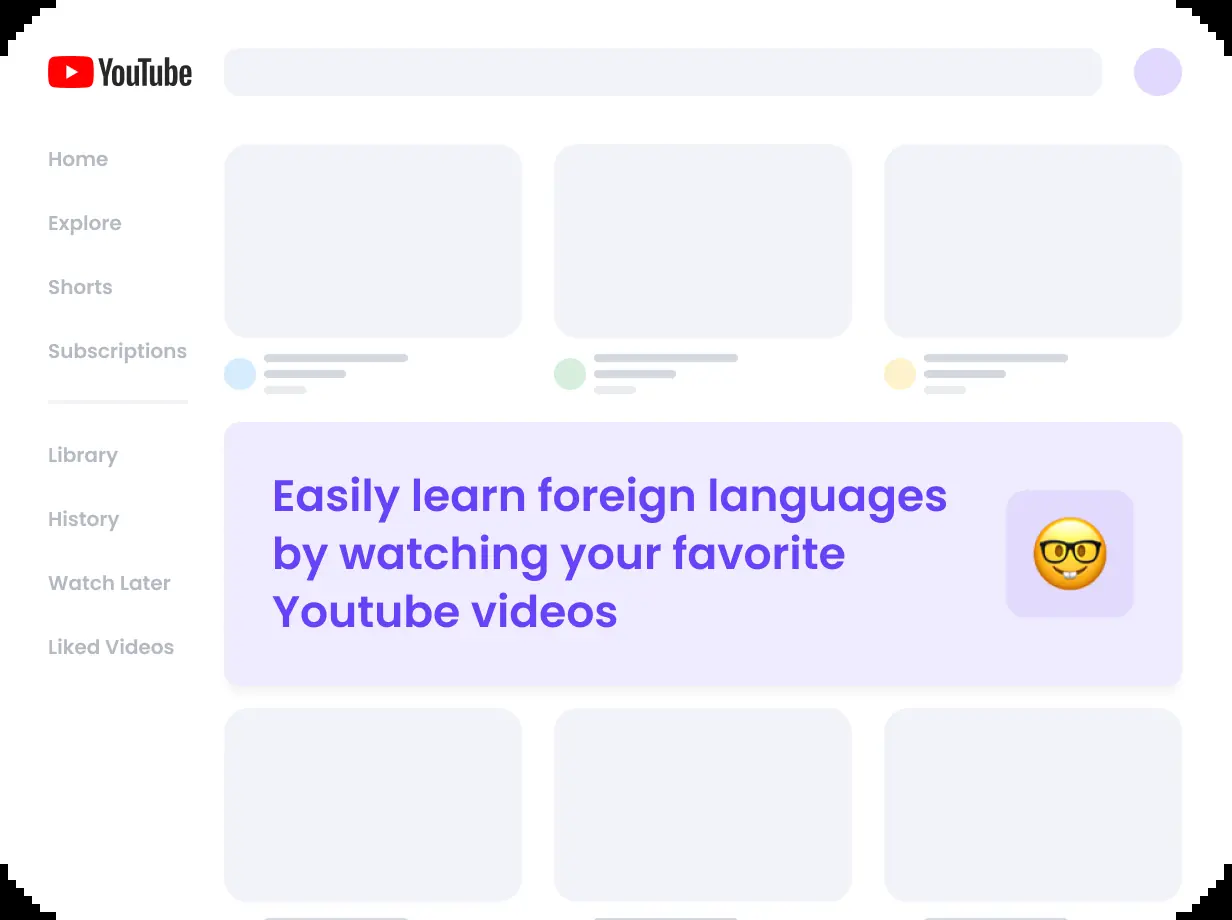 YouTube
Home
Explore
Shorts
Subscriptions
Library
History
Watch Later
Liked Videos
Easily learn foreign languages
by watching your favorite
Youtube videos